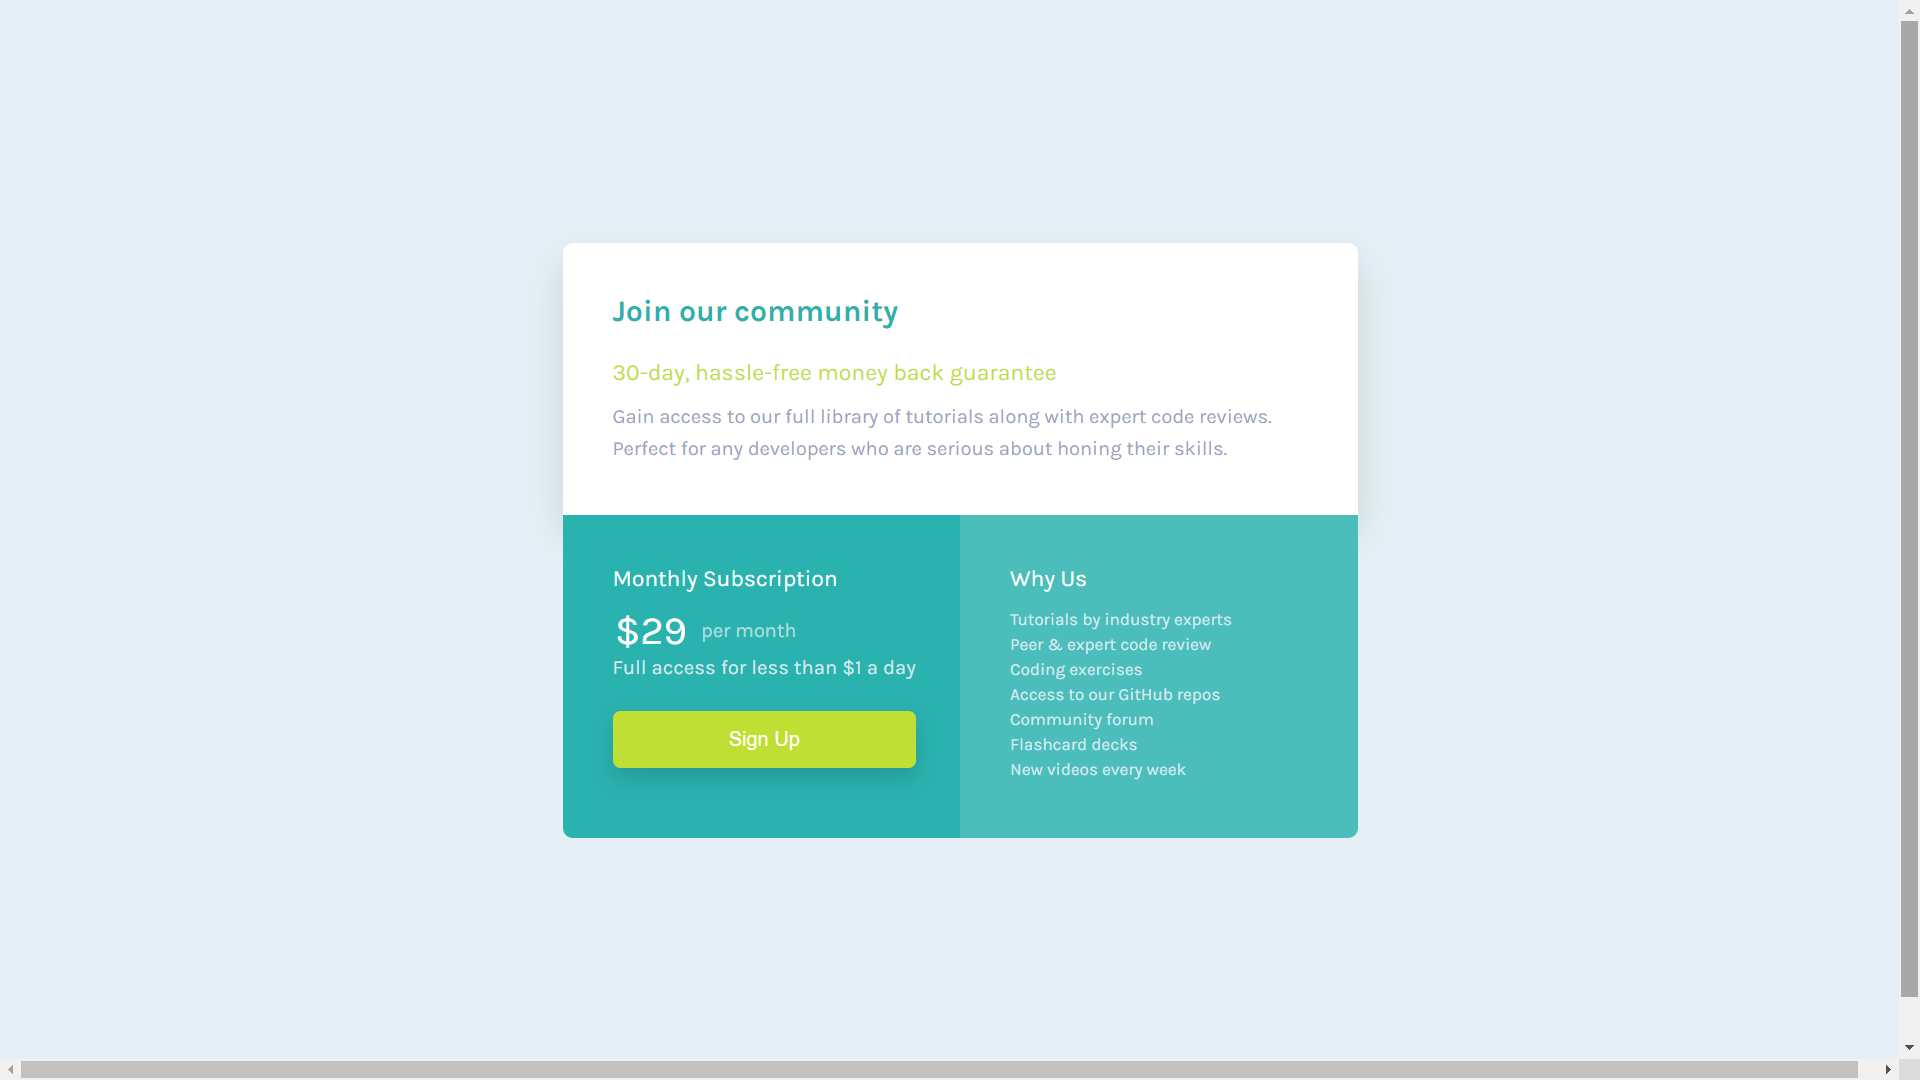 Join our community
30-day, hassle-free money back guarantee
Gain access to our full library of tutorials along with expert code reviews.
Perfect for any developers who are serious about honing their skills.
Monthly Subscription
$29 per month
Full access for less than $1 a day
Sign Up
Why Us
Tutorials by industry experts
Peer & expert code review
Coding exercises
Access to our GitHub repos
Community forum
Flashcard decks
New videos every week